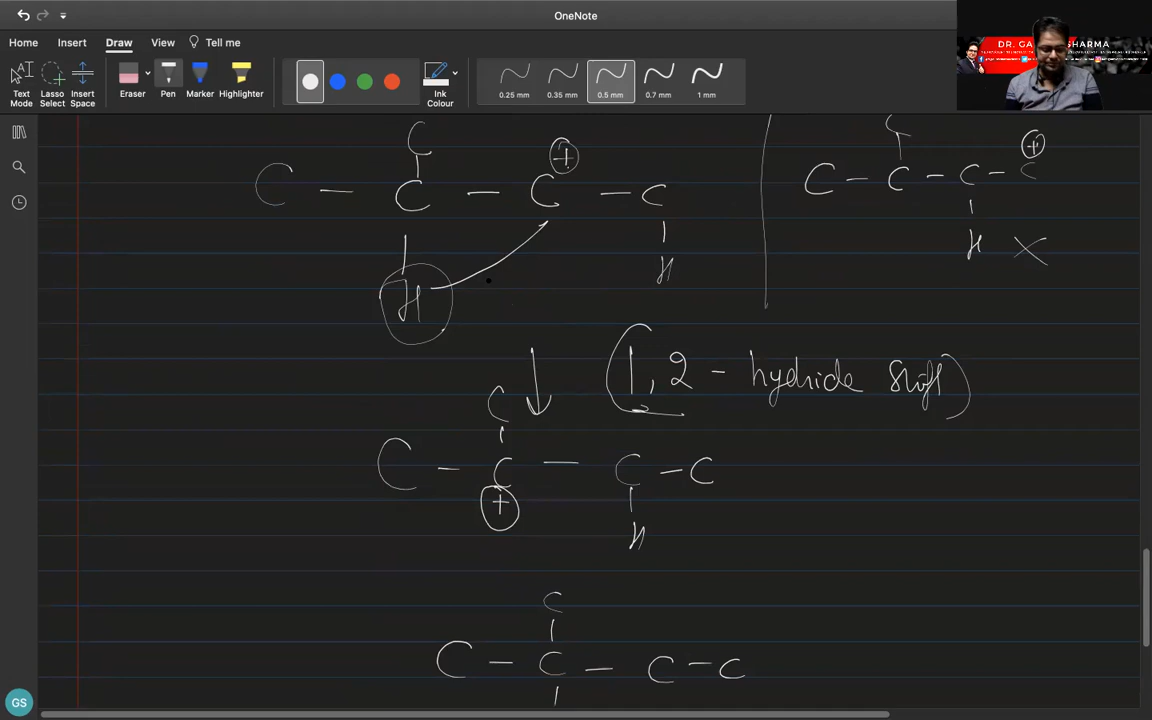 OneNote
Home Insert Draw View Tell me
DR. GA SHARMA
Text Mode
Lasso Select
Insert Space
Eraser
Pen
Marker
Highlighter
Ink Colour
0.25 mm 0.35 mm 0.5 mm 0.7 mm 1 mm
C C
C — C — C — C
+
H H
C — C — C — C
+
H
(1,2 - hydride shift)
C
C — C — C — C
+
H
C
C — C — C — C
GS